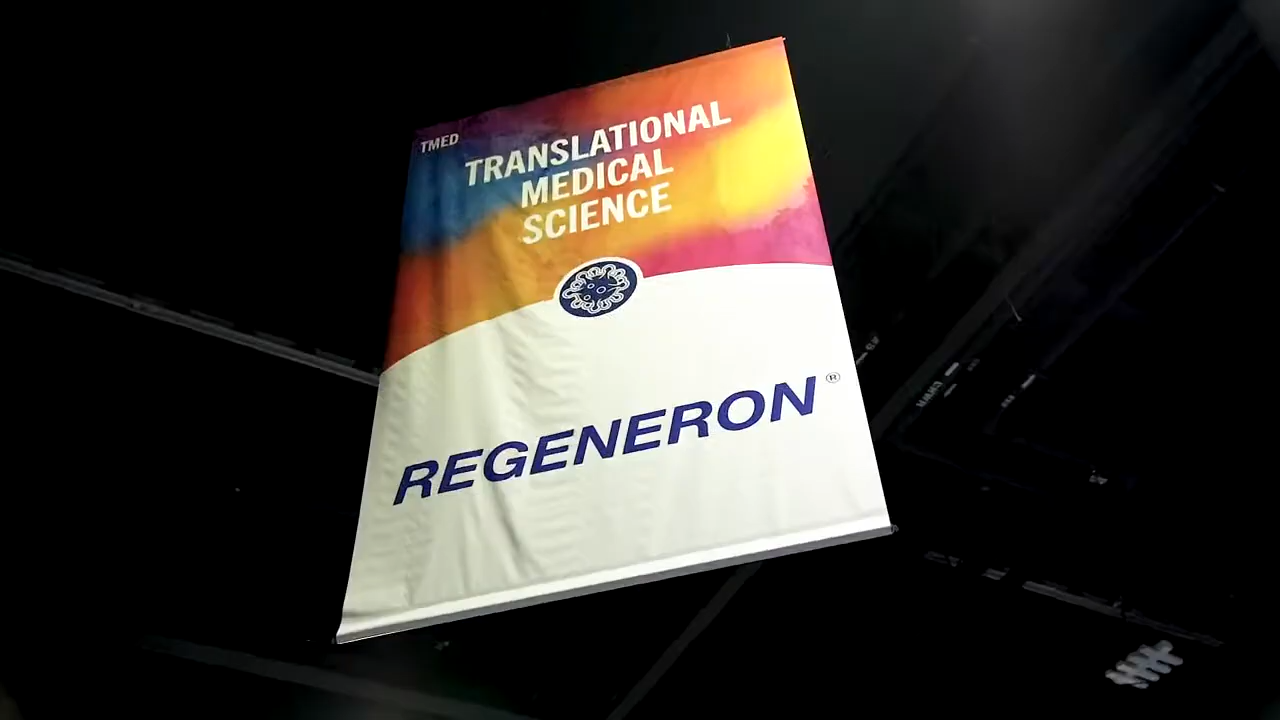 TMED
TRANSLATIONAL
MEDICAL
SCIENCE
REGENERON®